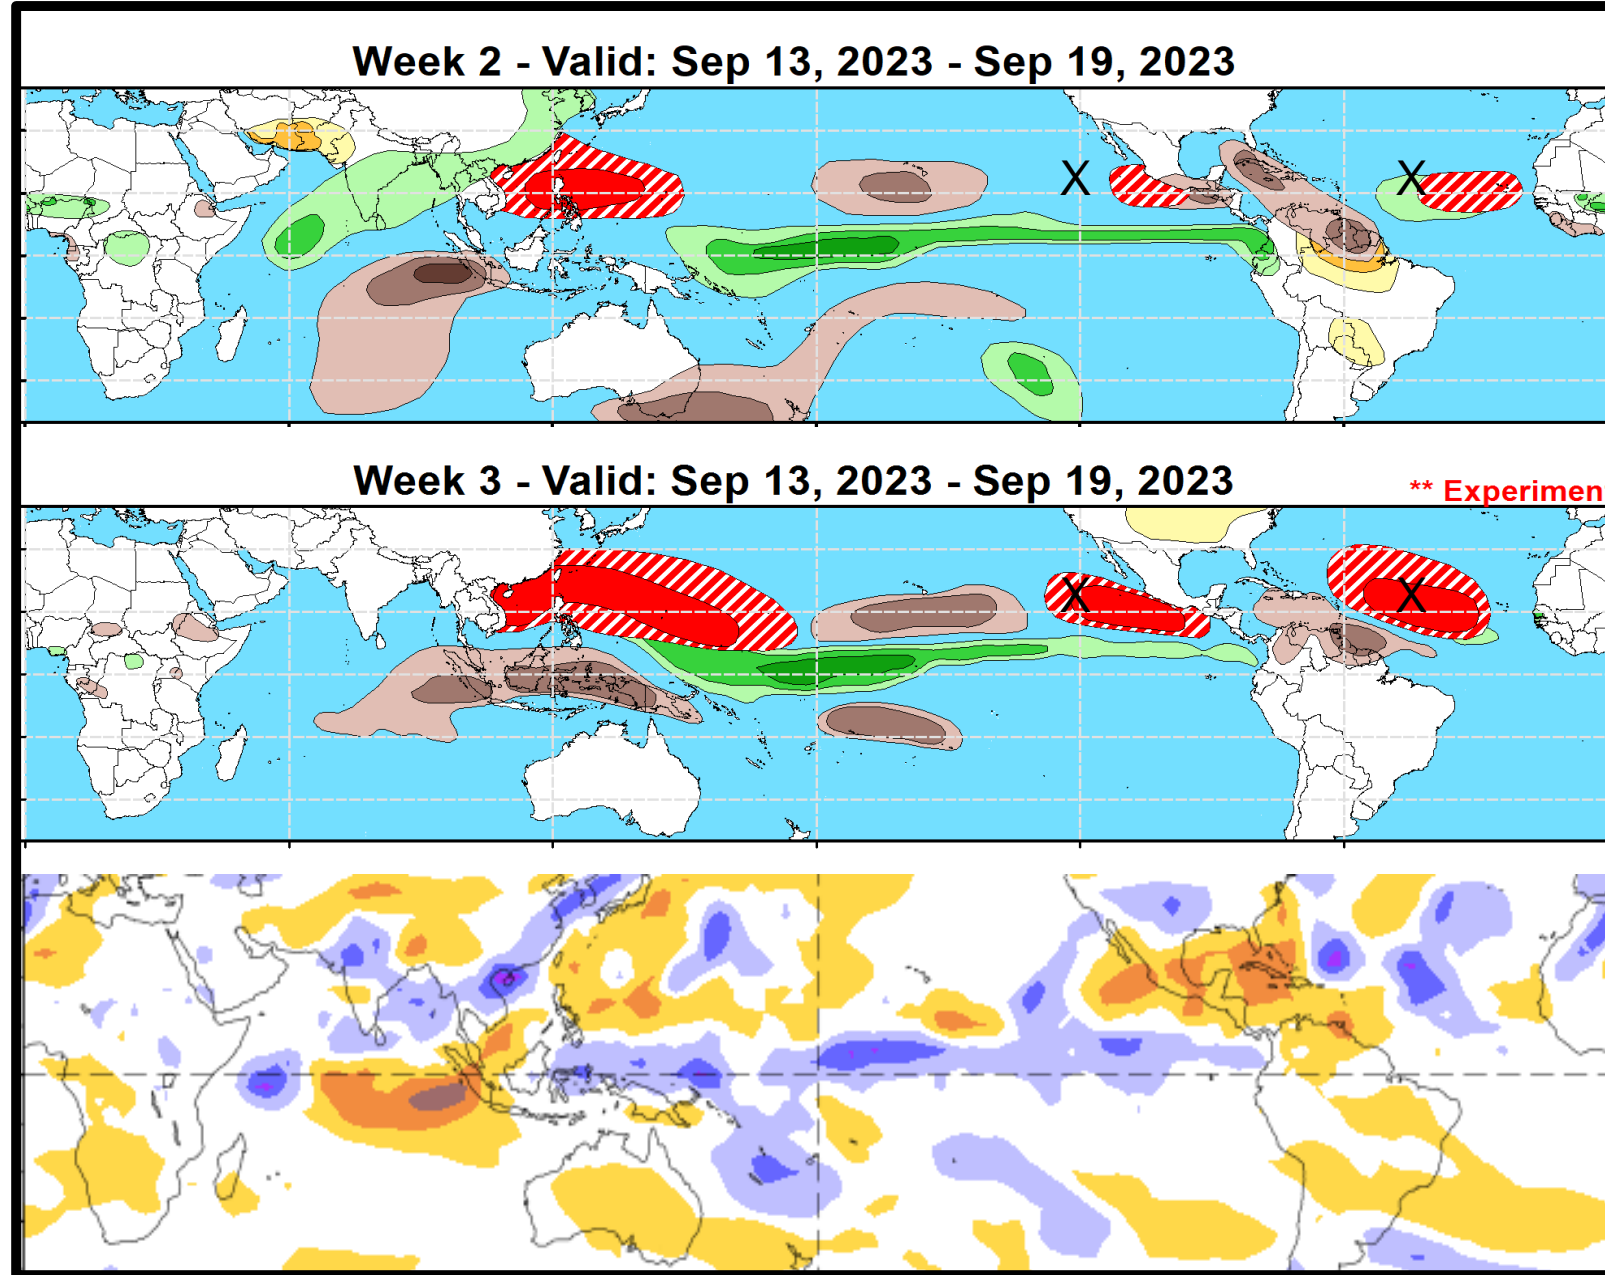 Week 2 - Valid: Sep 13, 2023 - Sep 19, 2023
X
X
Week 3 - Valid: Sep 13, 2023 - Sep 19, 2023
** Experimen
X
X